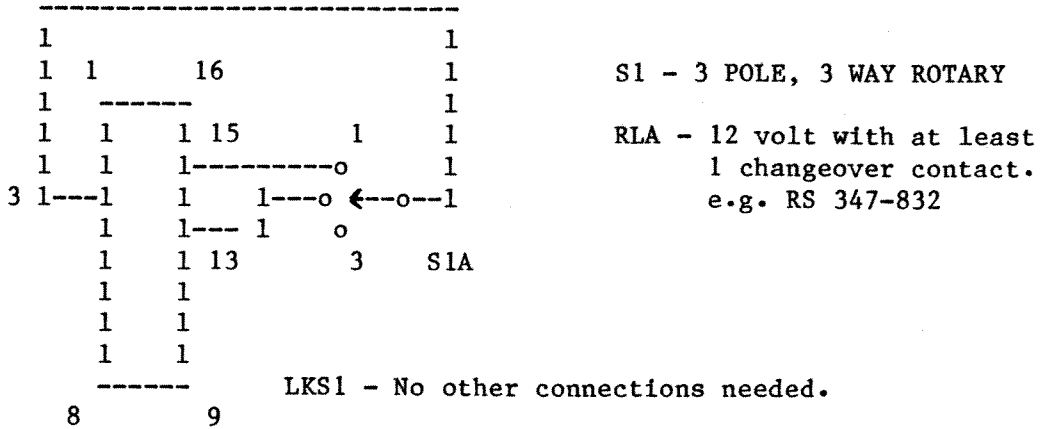 -----------------------------
1                           1
1  1      16                1          S1 - 3 POLE, 3 WAY ROTARY
1   ------                  1
1   1    1 15       1       1          RLA - 12 volt with at least
1   1    1---------o        1                1 changeover contact.
3 1---1    1    1---o <---o--1                e.g. RS 347-832
1    1--- 1    o
1    1 13      3    S1A
1    1
1    1
1    1
------      LKS1 - No other connections needed.
8        9